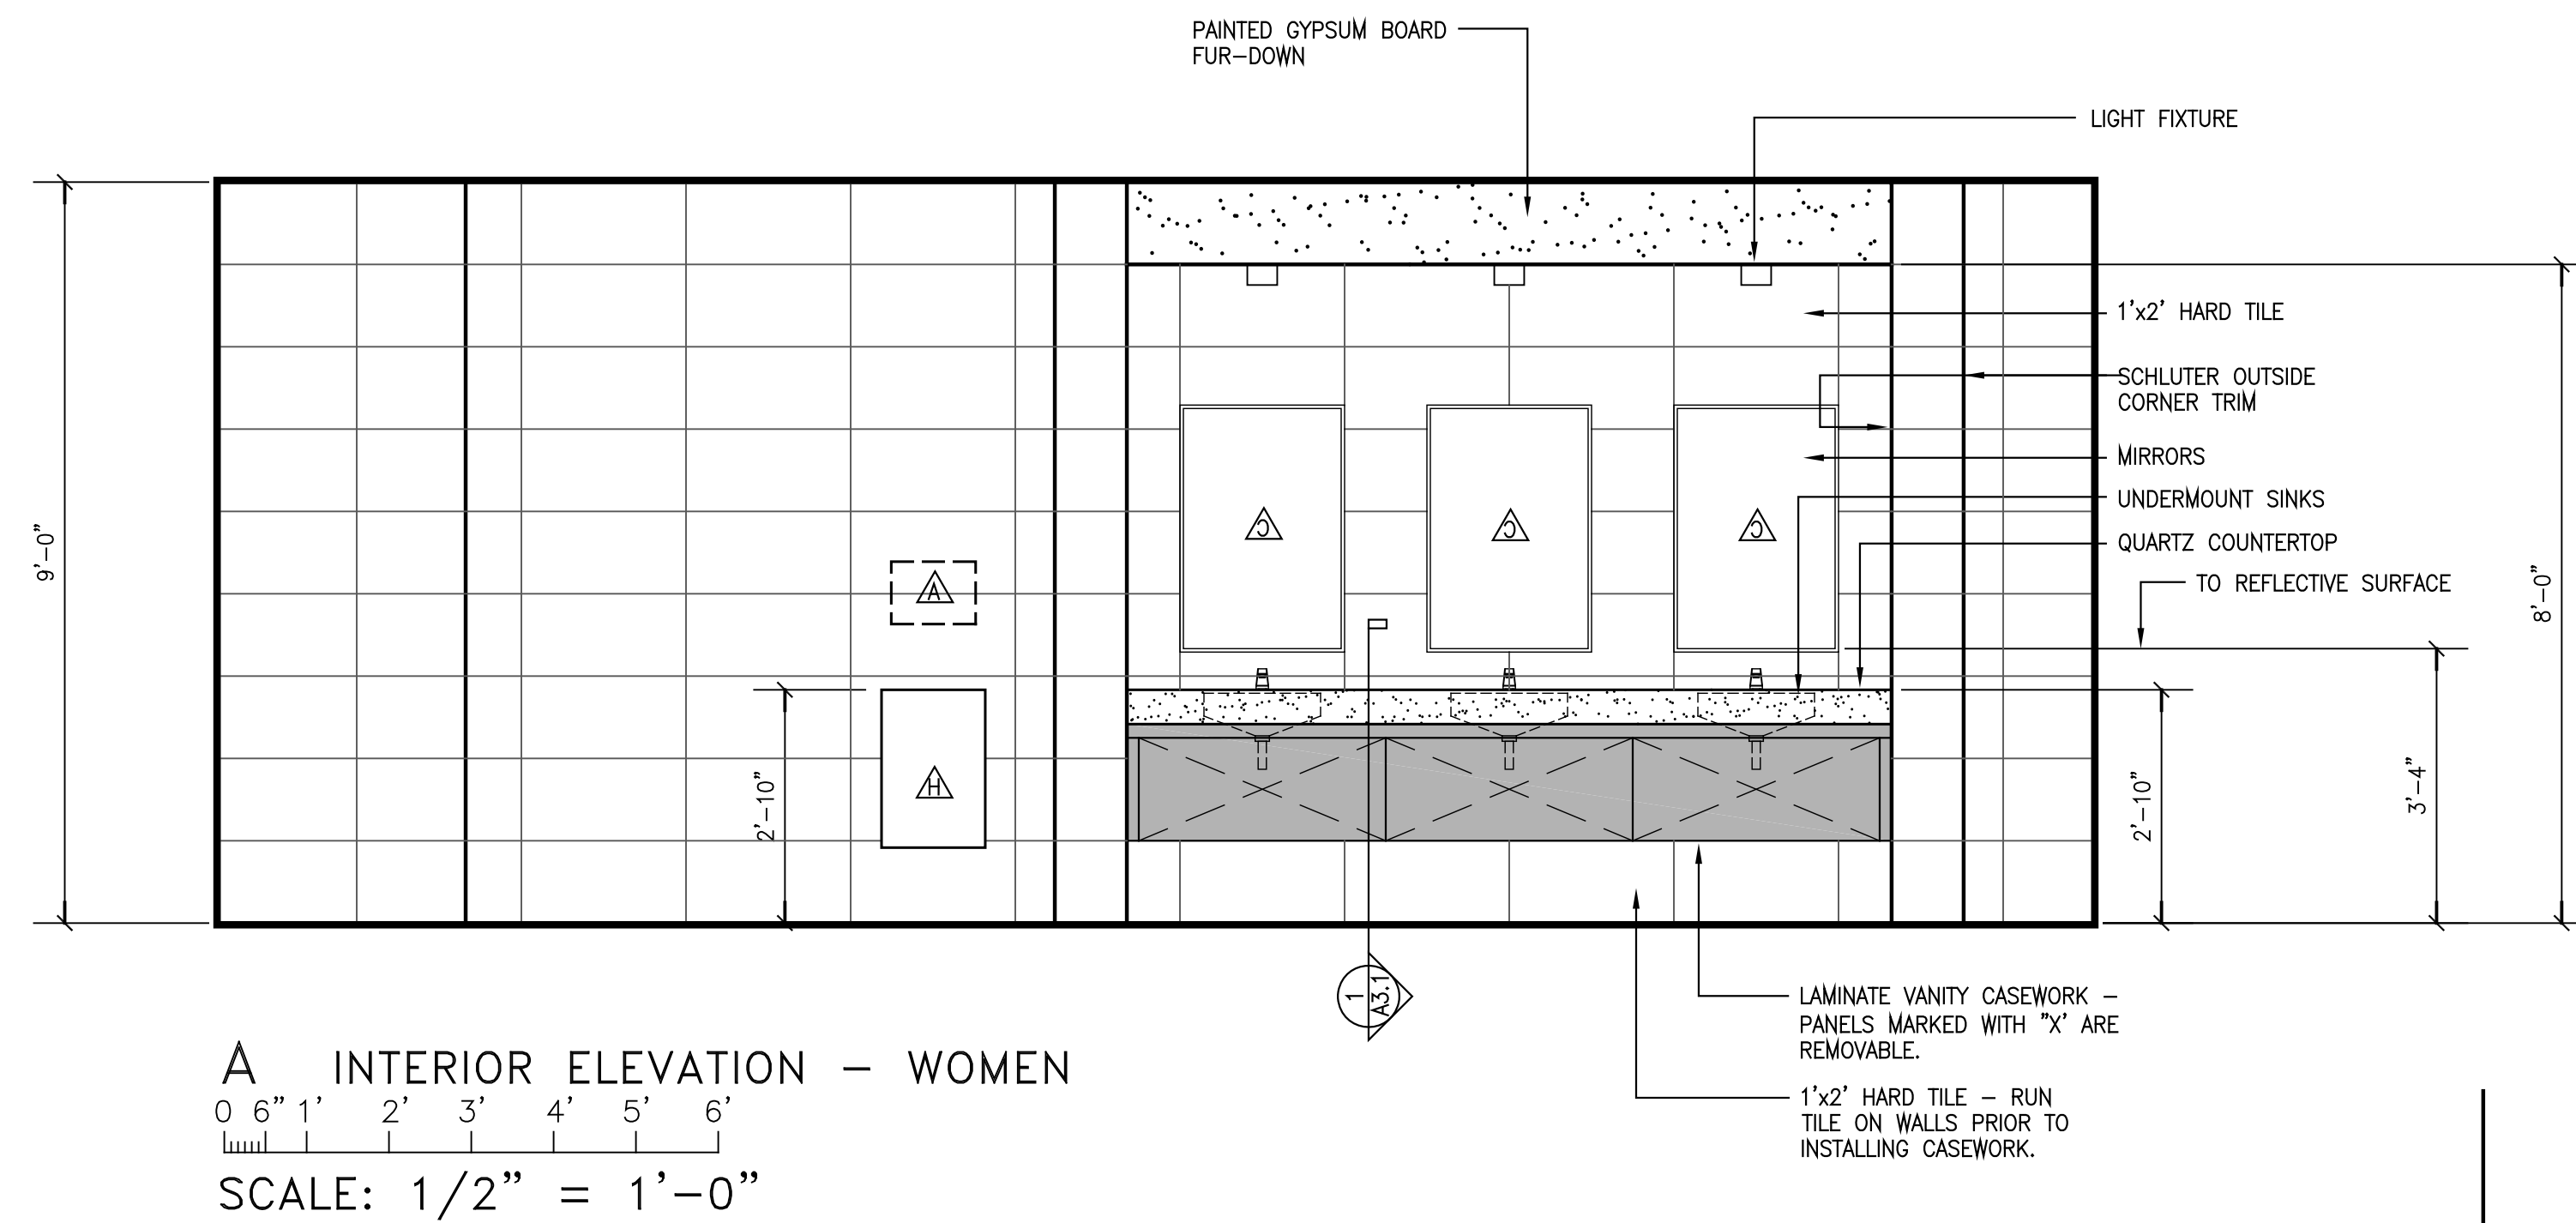 PAINTED GYPSUM BOARD
FUR-DOWN
LIGHT FIXTURE
1'x2' HARD TILE
SCHLUTER OUTSIDE
CORNER TRIM
MIRRORS
UNDERMOUNT SINKS
QUARTZ COUNTERTOP
TO REFLECTIVE SURFACE
9'-0"
8'-0"
C
C
C
A
H
2'-10"
2'-10"
3'-4"
1
A3.1
LAMINATE VANITY CASEWORK -
PANELS MARKED WITH "X' ARE
REMOVABLE.
1'x2' HARD TILE - RUN
TILE ON WALLS PRIOR TO
INSTALLING CASEWORK.
A INTERIOR ELEVATION - WOMEN
0 6" 1' 2' 3' 4' 5' 6'
SCALE: 1/2" = 1'-0"